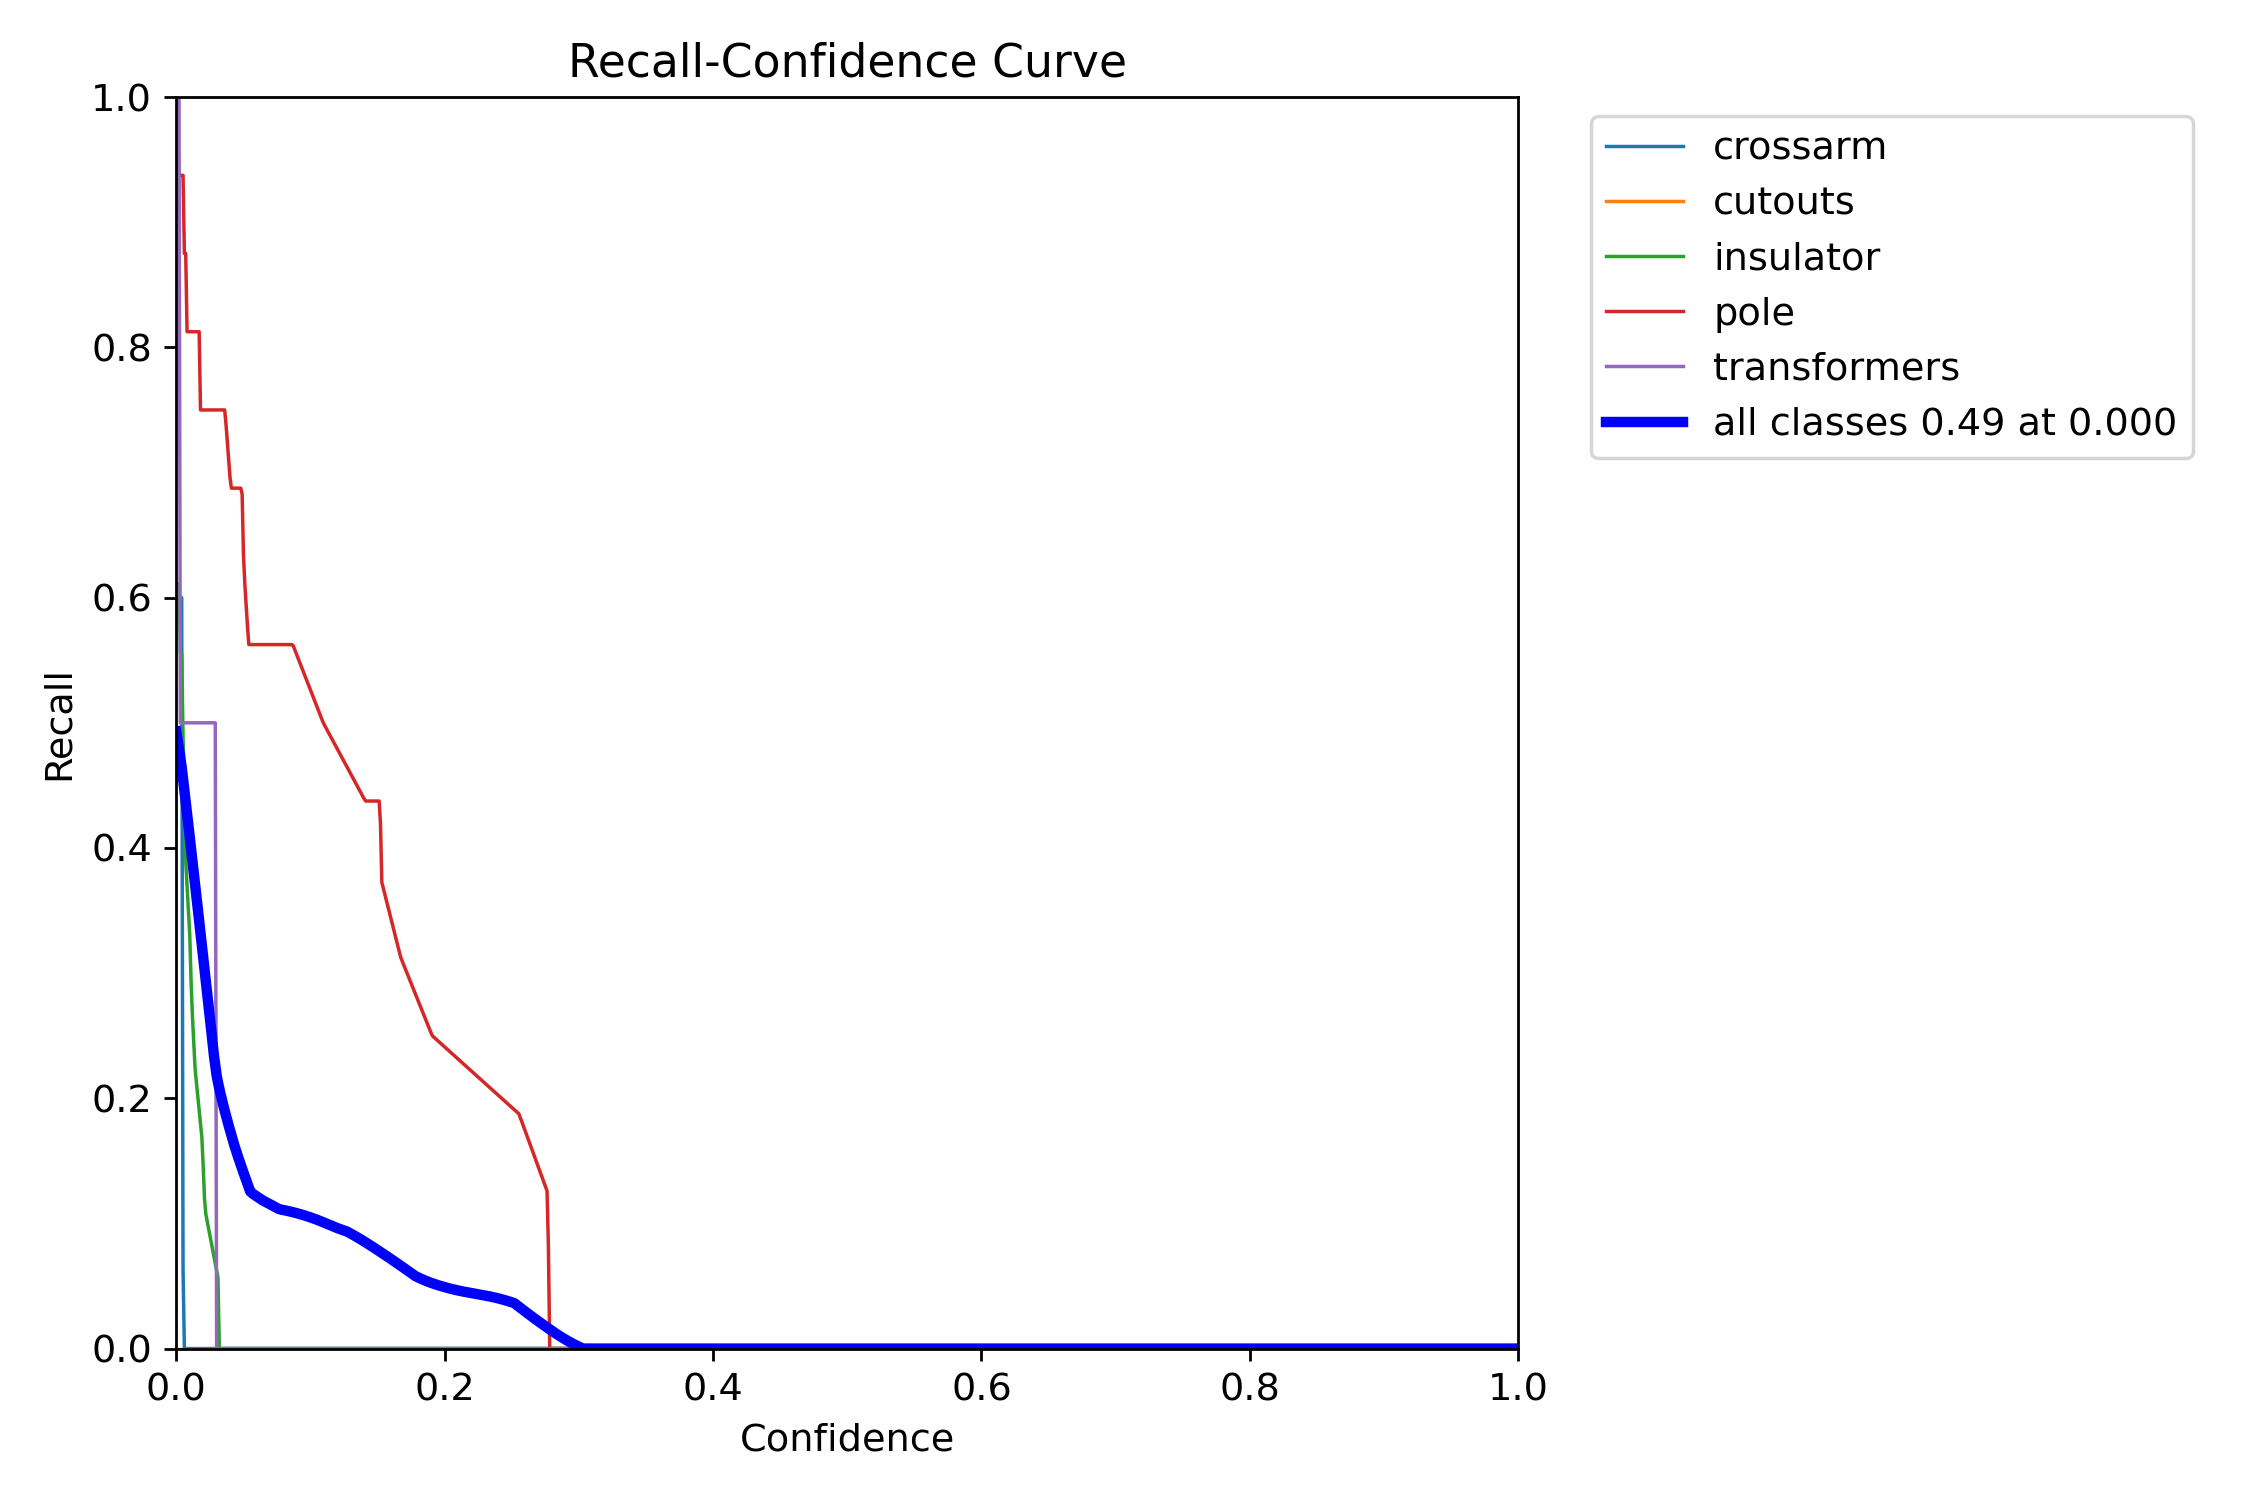 Recall-Confidence Curve
1.0
0.8
0.6
0.4
0.2
0.0
Recall
0.0 0.2 0.4 0.6 0.8 1.0
Confidence
crossarm
cutouts
insulator
pole
transformers
all classes 0.49 at 0.000